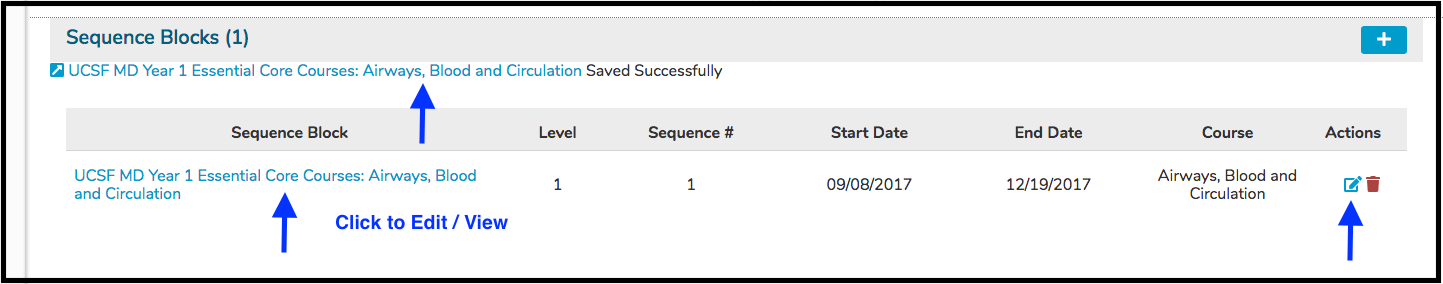 Sequence Blocks (1)
+
UCSF MD Year 1 Essential Core Courses: Airways, Blood and Circulation Saved Successfully
Sequence Block Level Sequence # Start Date End Date Course Actions
UCSF MD Year 1 Essential Core Courses: Airways, Blood
and Circulation
1 1 09/08/2017 12/19/2017
Airways, Blood and
Circulation
Click to Edit / View